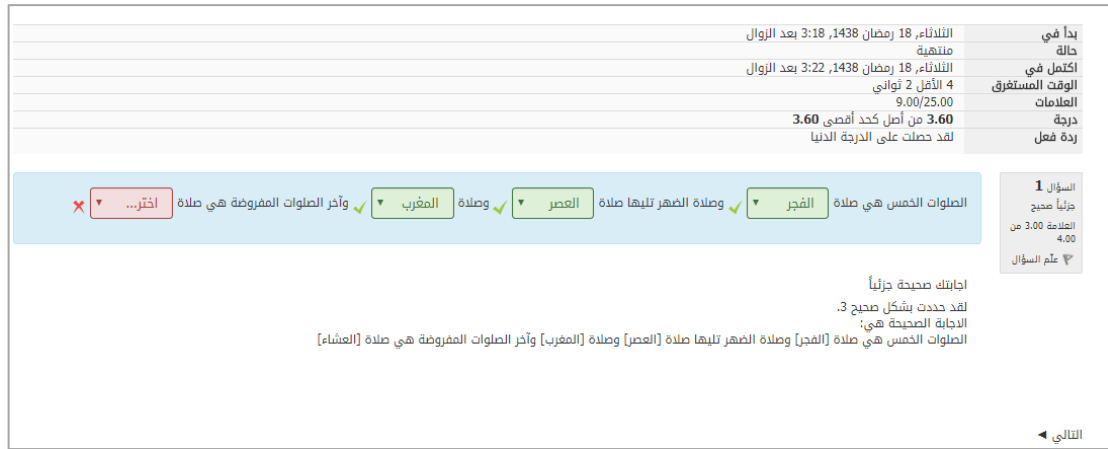 بدأ في الثلاثاء, 18 رمضان 1438, 3:18 بعد الزوال
حالة منتهية
اكتمل في الثلاثاء, 18 رمضان 1438, 3:22 بعد الزوال
الوقت المستغرق 4 الأقل 2 ثواني
العلامات 9.00/25.00
درجة 3.60 من أصل كحد أقصى 3.60
ردة فعل لقد حصلت على الدرجة الدنيا
السؤال 1
جزئياً صحيح
العلامة 3.00 من
4.00
علّم السؤال
الصلوات الخمس هي صلاة الفجر وصلاة الضهر تليها صلاة العصر وصلاة المغرب وآخر الصلوات المفروضة هي صلاة اختر...
اجابتك صحيحة جزئياً
لقد حددت بشكل صحيح 3.
الاجابة الصحيحة هي:
الصلوات الخمس هي صلاة [الفجر] وصلاة الضهر تليها صلاة [العصر] وصلاة [المغرب] وآخر الصلوات المفروضة هي صلاة [العشاء]
التالي ◄